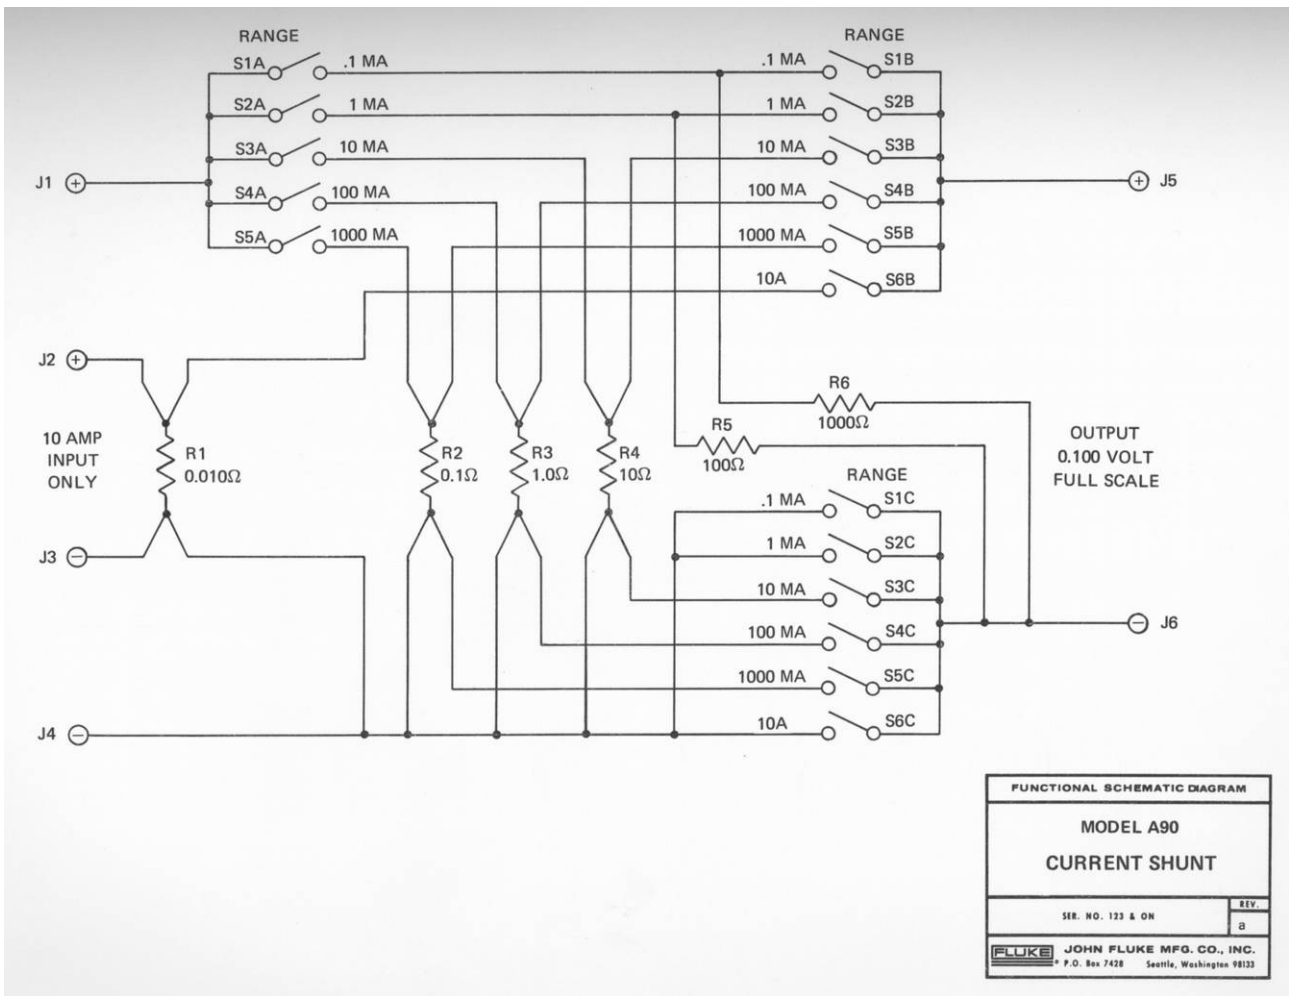 RANGE
RANGE
S1A .1 MA .1 MA S1B
S2A 1 MA 1 MA S2B
S3A 10 MA 10 MA S3B
J1 + + J5
S4A 100 MA 100 MA S4B
S5A 1000 MA 1000 MA S5B
10A S6B
J2 +
R6
1000Ω
R5
100Ω
10 AMP
INPUT
ONLY
R1
0.010Ω
R2
0.1Ω
R3
1.0Ω
R4
10Ω
OUTPUT
0.100 VOLT
FULL SCALE
RANGE
.1 MA S1C
1 MA S2C
J3 −
10 MA S3C
− J6
100 MA S4C
1000 MA S5C
J4 −
10A S6C
FUNCTIONAL SCHEMATIC DIAGRAM
MODEL A90
CURRENT SHUNT
SER. NO. 123 & ON
REV.
a
FLUKE ® JOHN FLUKE MFG. CO., INC.
P.O. Box 7428 Seattle, Washington 98133